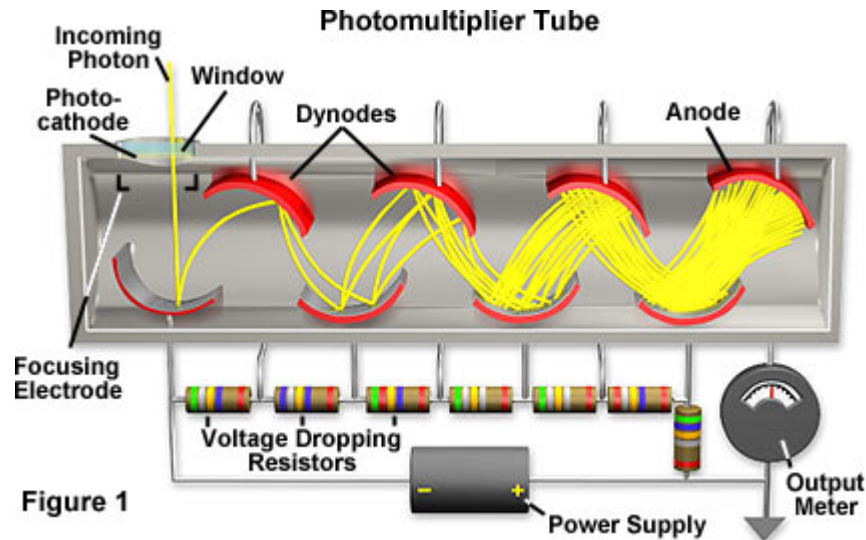 Photomultiplier Tube
Incoming
Photon
Window
Photo-
cathode
Dynodes
Anode
Focusing
Electrode
Voltage Dropping
Resistors
Output
Meter
Power Supply
Figure 1
– +